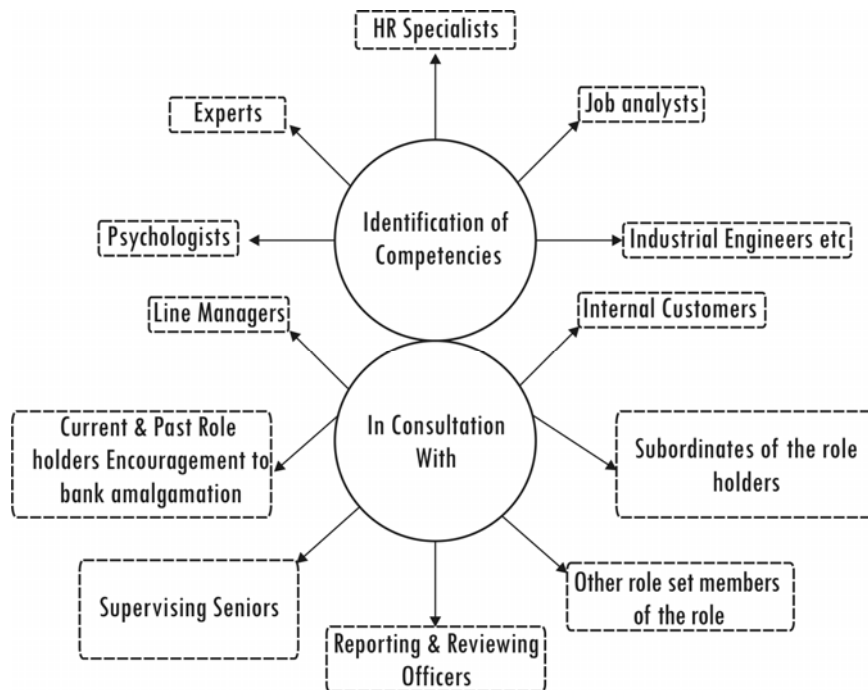 HR Specialists
Experts
Job analysts
Identification of
Competencies
Psychologists
Industrial Engineers etc
Line Managers
Internal Customers
In Consultation
With
Current & Past Role
holders Encouragement to
bank amalgamation
Subordinates of the role
holders
Supervising Seniors
Other role set members
of the role
Reporting & Reviewing
Officers